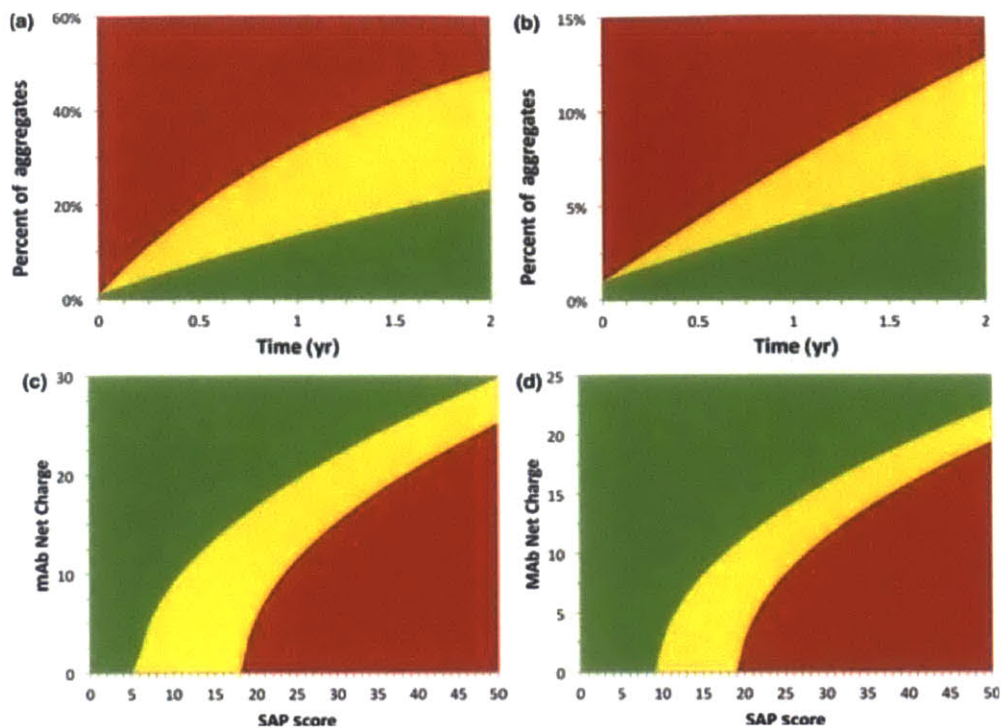 (a)
60%
40%
20%
0%
Percent of aggregates
0 0.5 1 1.5 2
Time (yr)
(b)
15%
10%
5%
0%
Percent of aggregates
0 0.5 1 1.5 2
Time (yr)
(c)
30
20
10
0
mAb Net Charge
0 5 10 15 20 25 30 35 40 45 50
SAP score
(d)
25
20
15
10
5
0
MAb Net Charge
0 5 10 15 20 25 30 35 40 45 50
SAP score